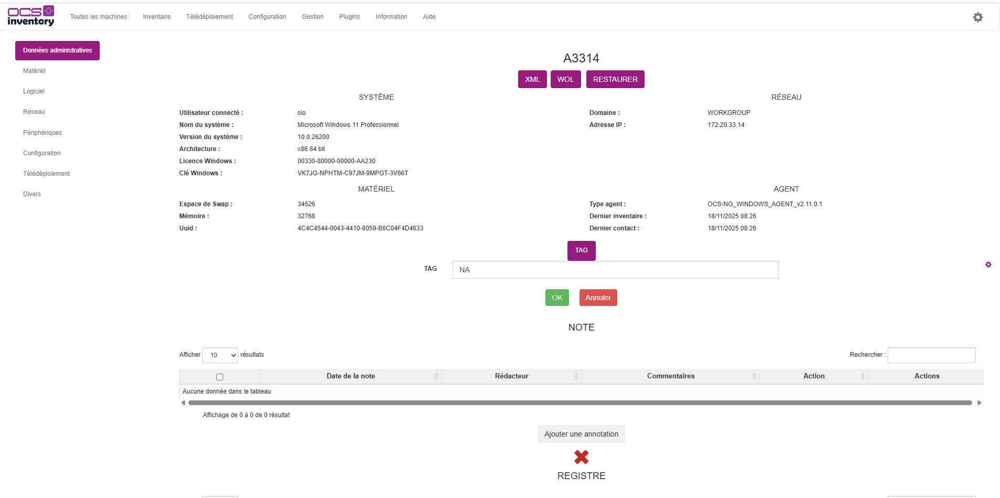 OCS inventory
Toutes les machines Inventaire Télédéploiement Configuration Gestion Plugins Information Aide
Données administratives
Matériel
Logiciel
Réseau
Périphériques
Configuration
Télédéploiement
Divers
A3314
XML WOL RESTAURER
SYSTÈME
Utilisateur connecté : sio
Nom du système : Microsoft Windows 11 Professionnel
Version du système : 10.0.26200
Architecture : x86 64 bit
Licence Windows : 00330-80000-00000-AA230
Clé Windows : VK7JG-NPHTM-C97JM-9MPGT-3V66T
RÉSEAU
Domaine : WORKGROUP
Adresse IP : 172.20.33.14
MATÉRIEL
Espace de Swap : 34526
Mémoire : 32768
Uuid : 4C4C4544-0043-4410-8059-B6C04F4D4633
AGENT
Type agent : OCS-NG_WINDOWS_AGENT_v2.11.0.1
Dernier inventaire : 18/11/2025 08:26
Dernier contact : 18/11/2025 08:26
TAG
TAG NA
OK Annuler
NOTE
Afficher 10 résultats Rechercher :
Date de la note Rédacteur Commentaires Action Actions
Aucune donnée dans le tableau
Affichage de 0 à 0 de 0 résultat
Ajouter une annotation
REGISTRE